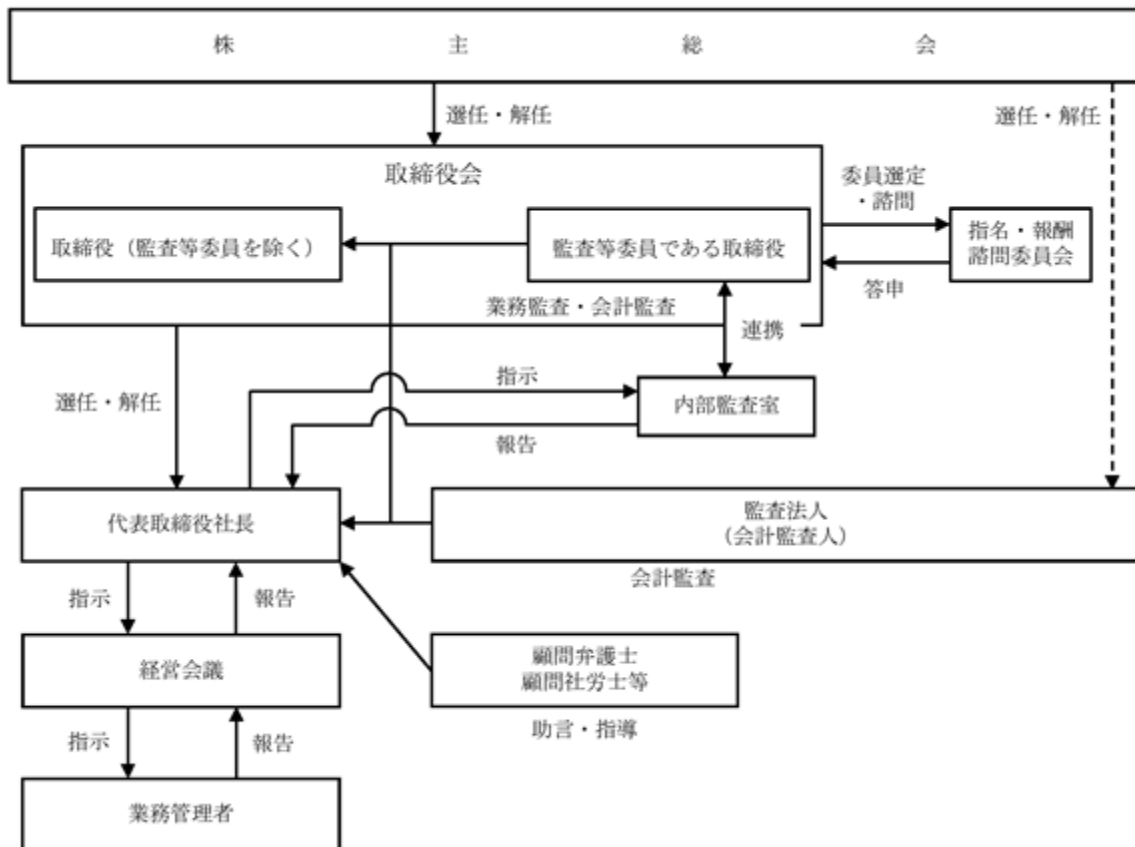 株主総会
選任・解任
選任・解任
取締役会
委員選定
・諮問
取締役（監査等委員を除く）
監査等委員である取締役
指名・報酬
諮問委員会
答申
業務監査・会計監査
連携
指示
選任・解任
内部監査室
報告
代表取締役社長
監査法人
（会計監査人）
会計監査
指示
報告
経営会議
顧問弁護士
顧問社労士等
助言・指導
指示
報告
業務管理者